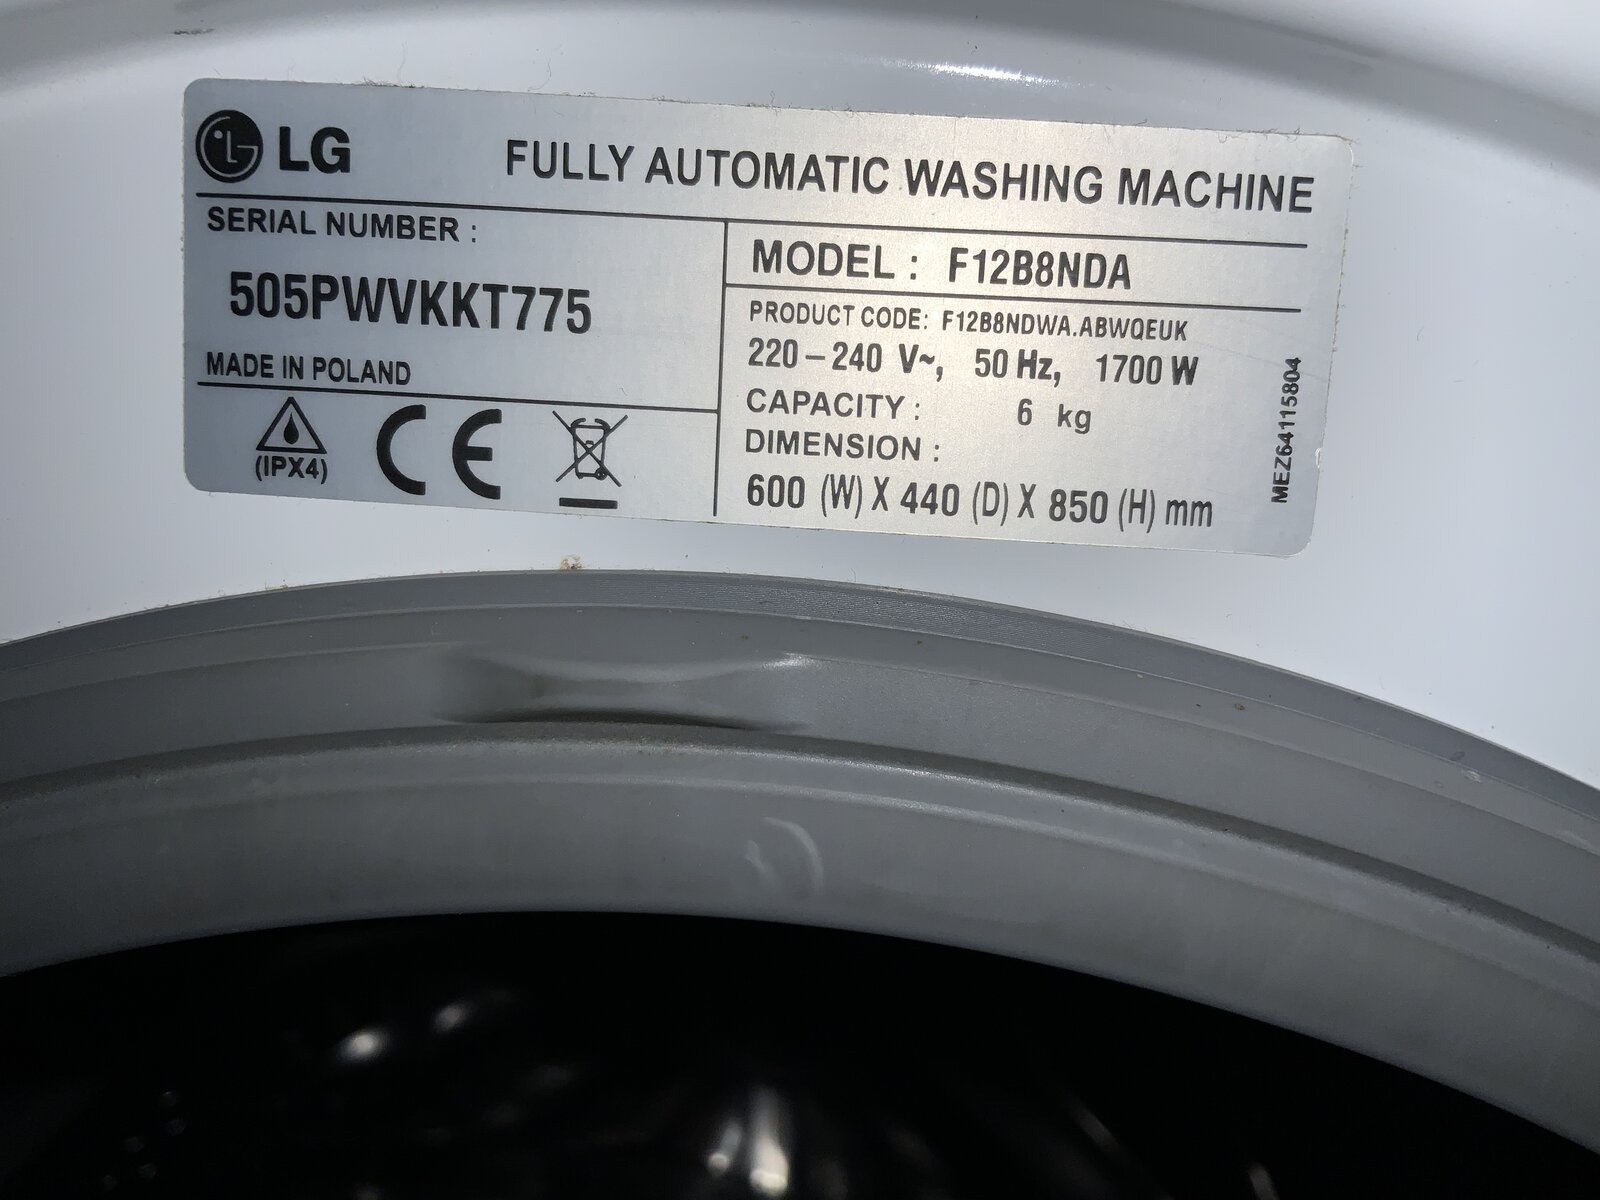 LG
FULLY AUTOMATIC WASHING MACHINE
SERIAL NUMBER :
505PWVKKT775
MADE IN POLAND
(IPX4)
CE
MODEL : F12B8NDA
PRODUCT CODE: F12B8NDWA.ABWQEUK
220–240 V~, 50 Hz, 1700 W
CAPACITY : 6 kg
DIMENSION :
600 (W) X 440 (D) X 850 (H) mm
MEZ64115804